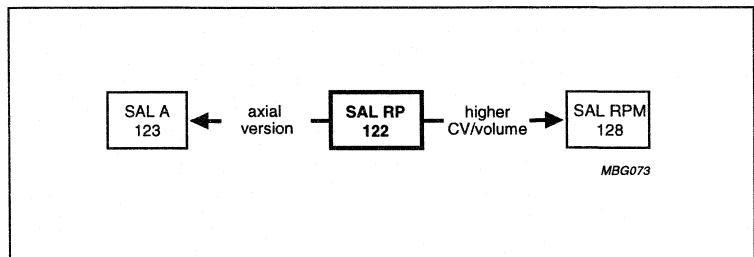 SAL A
123
axial
version
SAL RP
122
higher
CV/volume
SAL RPM
128
MBG073